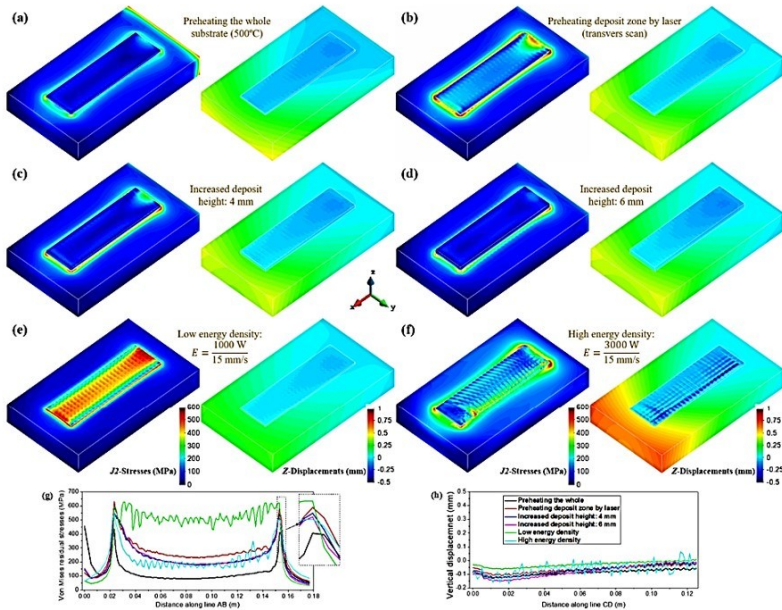 (a)
Preheating the whole
substrate (500°C)
(b)
Preheating deposit zone by laser
(transvers scan)
(c)
Increased deposit
height: 4 mm
(d)
Increased deposit
height: 6 mm
z
x
y
(e)
Low energy density:
E = 1000 W
15 mm/s
(f)
High energy density:
E = 3000 W
15 mm/s
600
500
400
300
200
100
0
J2-Stresses (MPa)
1
0.75
0.5
0.25
0
-0.25
-0.5
Z-Displacements (mm)
600
500
400
300
200
100
0
J2-Stresses (MPa)
1
0.75
0.5
0.25
0
-0.25
-0.5
Z-Displacements (mm)
(g)
Von Mises residual stresses (MPa)
700
600
500
400
300
200
100
0
0.00 0.02 0.04 0.06 0.08 0.10 0.12 0.14 0.16 0.18
Distance along line AB (m)
(h)
Vertical displacemnet (mm)
0.5
0.4
0.3
0.2
0.1
0.0
-0.1
-0.2
Preheating the whole
Preheating deposit zone by laser
Increased deposit height: 4 mm
Increased deposit height: 6 mm
Low energy density
High energy density
0.00 0.02 0.04 0.06 0.08 0.10 0.12
Distance along line CD (m)